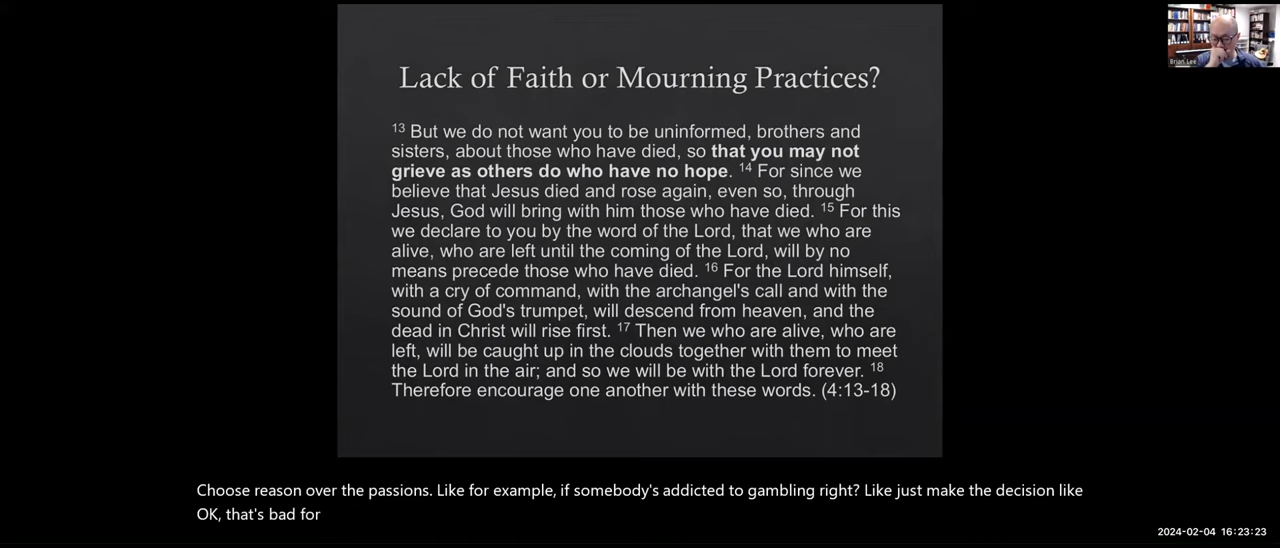 Lack of Faith or Mourning Practices?
13 But we do not want you to be uninformed, brothers and
sisters, about those who have died, so that you may not
grieve as others do who have no hope. 14 For since we
believe that Jesus died and rose again, even so, through
Jesus, God will bring with him those who have died. 15 For this
we declare to you by the word of the Lord, that we who are
alive, who are left until the coming of the Lord, will by no
means precede those who have died. 16 For the Lord himself,
with a cry of command, with the archangel's call and with the
sound of God's trumpet, will descend from heaven, and the
dead in Christ will rise first. 17 Then we who are alive, who are
left, will be caught up in the clouds together with them to meet
the Lord in the air; and so we will be with the Lord forever. 18
Therefore encourage one another with these words. (4:13-18)
Brian Lee
Choose reason over the passions. Like for example, if somebody's addicted to gambling right? Like just make the decision like
OK, that's bad for
2024-02-04 16:23:23